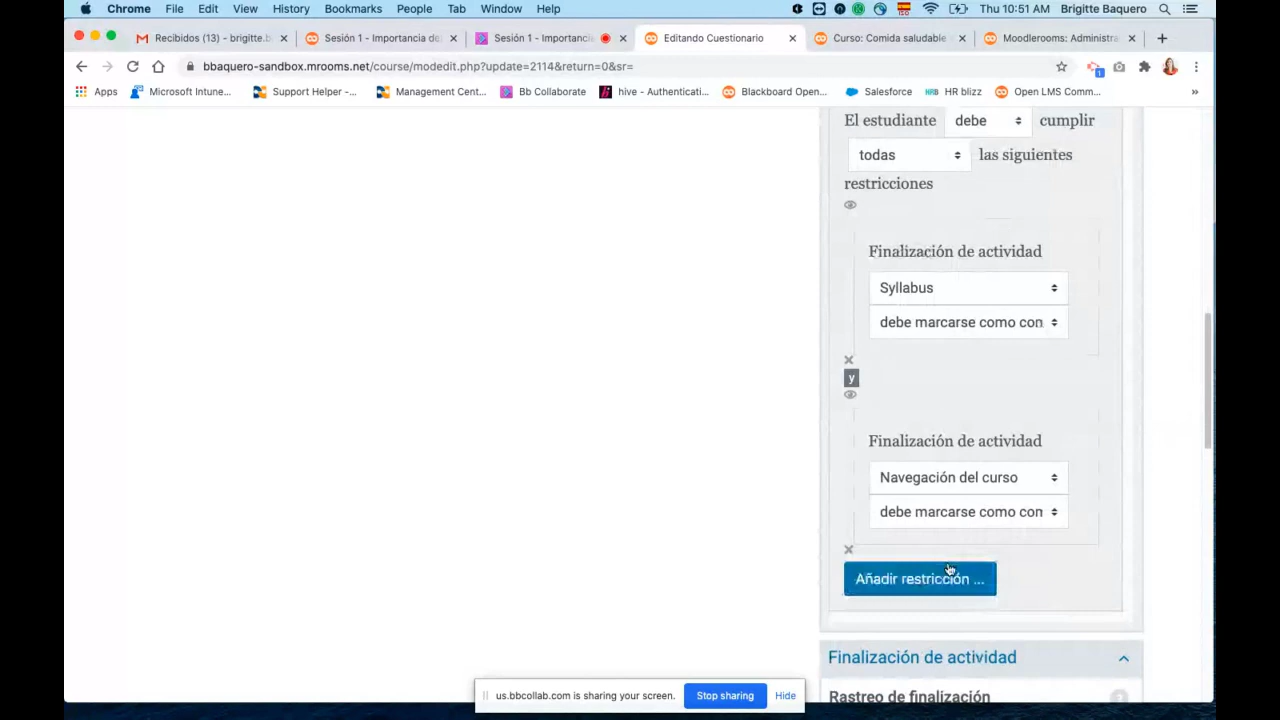 Chrome File Edit View History Bookmarks People Tab Window Help Thu 10:51 AM Brigitte Baquero
Recibidos (13) - brigitte.b Sesión 1 - Importancia de Sesión 1 - Importancia Editando Cuestionario Curso: Comida saludable Moodlerooms: Administra
bbaquero-sandbox.mrooms.net/course/modedit.php?update=2114&return=0&sr=
Apps Microsoft Intune... Support Helper -... Management Cent... Bb Collaborate hive - Authenticati... Blackboard Open... Salesforce HRB HR blizz Open LMS Comm... »
El estudiante debe cumplir
todas las siguientes
restricciones
Finalización de actividad
Syllabus
debe marcarse como com
y
Finalización de actividad
Navegación del curso
debe marcarse como com
Añadir restricción ...
Finalización de actividad
Rastreo de finalización
us.bbcollab.com is sharing your screen. Stop sharing Hide